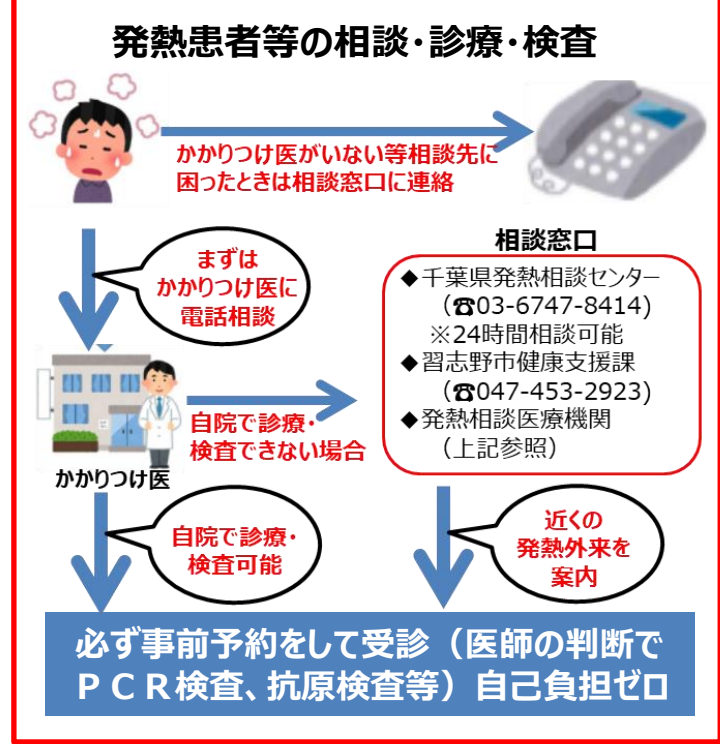 発熱患者等の相談・診療・検査
かかりつけ医がいない等相談先に
困ったときは相談窓口に連絡
まずは
かかりつけ医に
電話相談
相談窓口
◆千葉県発熱相談センター
（☎03-6747-8414)
※24時間相談可能
◆習志野市健康支援課
（☎047-453-2923)
◆発熱相談医療機関
（上記参照）
自院で診療・
検査できない場合
かかりつけ医
自院で診療・
検査可能
近くの
発熱外来を
案内
必ず事前予約をして受診（医師の判断で
ＰＣＲ検査、抗原検査等）自己負担ゼロ